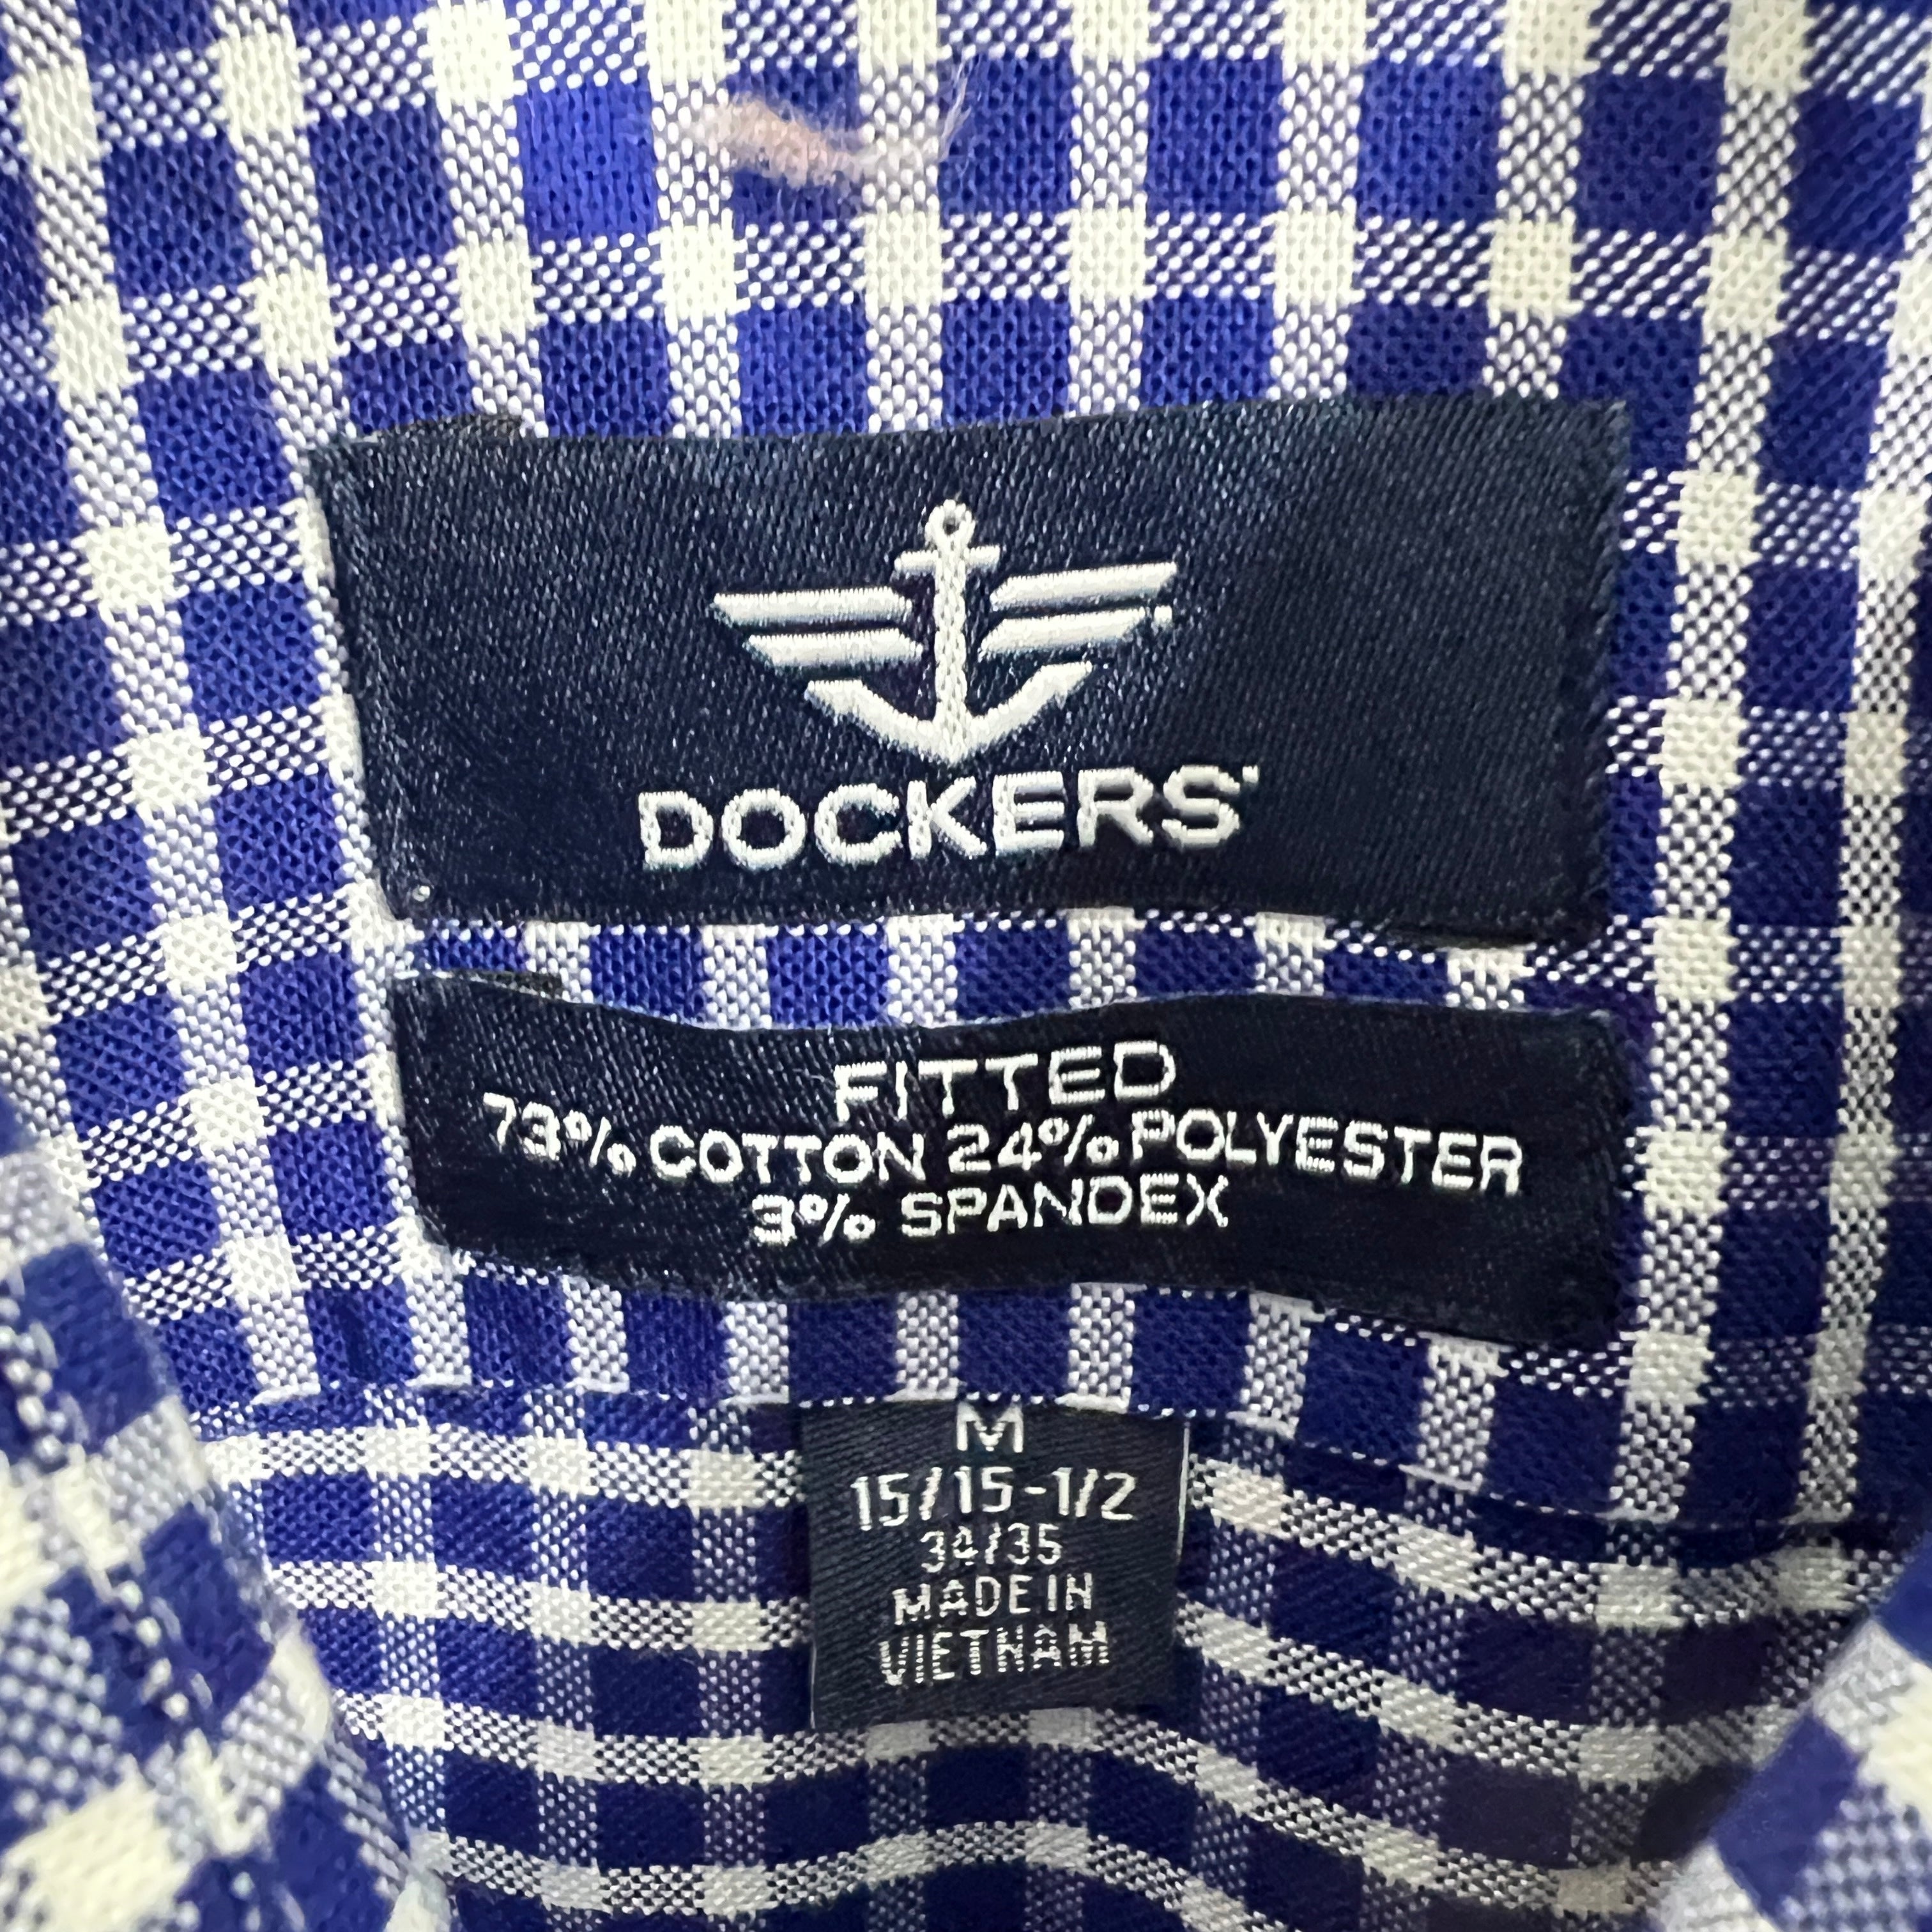 DOCKERS
FITTED
73% COTTON 24% POLYESTER
3% SPANDEX
M
15/15-1/2
34/35
MADE IN
VIETNAM